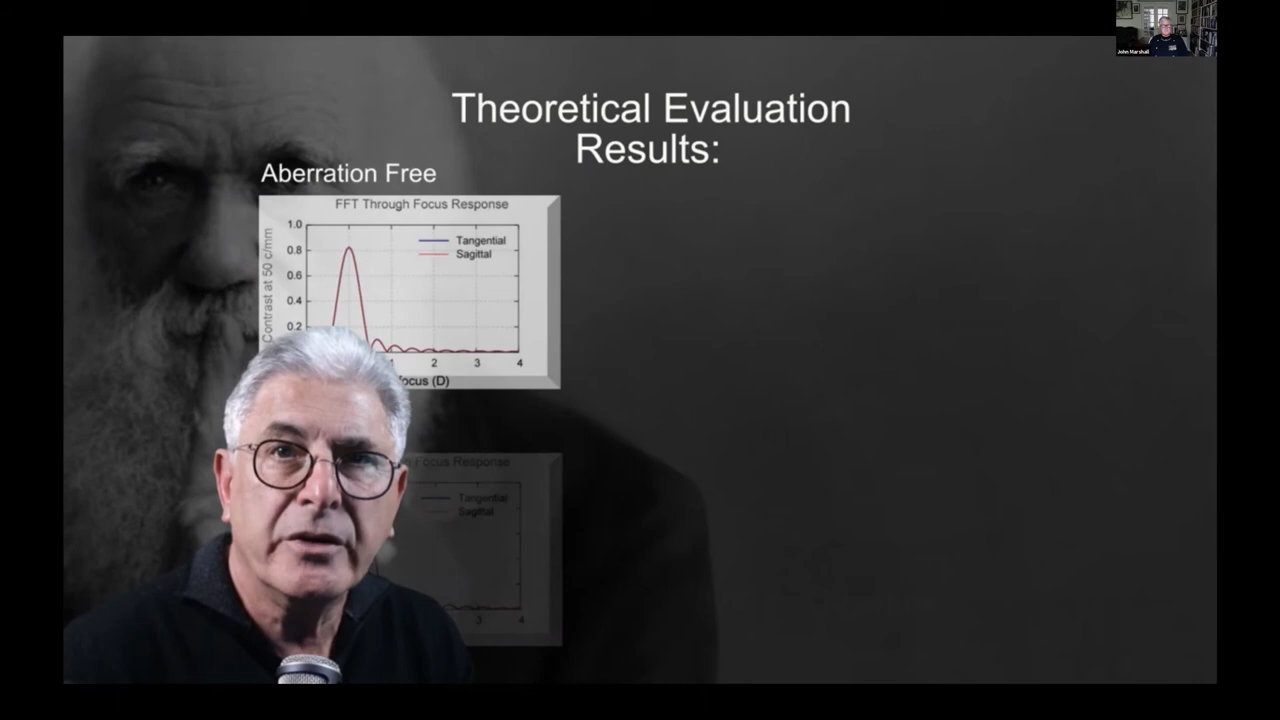 John Marshall
Theoretical Evaluation
Results:
Aberration Free
FFT Through Focus Response
Tangential
Sagittal
Contrast at 50 c/mm
1.0
0.8
0.6
0.4
0.2
1 2 3 4
focus (D)
Focus Response
Tangential
Sagittal
3 4